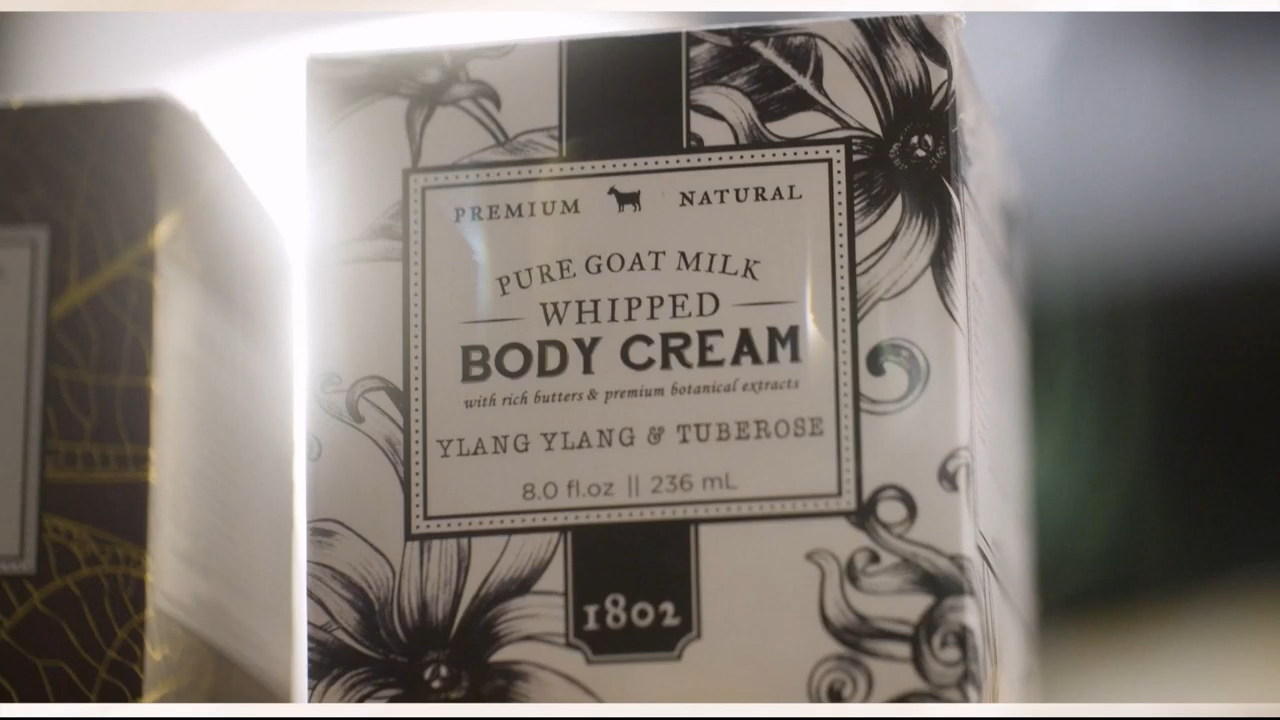 PREMIUM NATURAL
PURE GOAT MILK
WHIPPED
BODY CREAM
with rich butters & premium botanical extracts
YLANG YLANG & TUBEROSE
8.0 fl.oz || 236 mL
1802